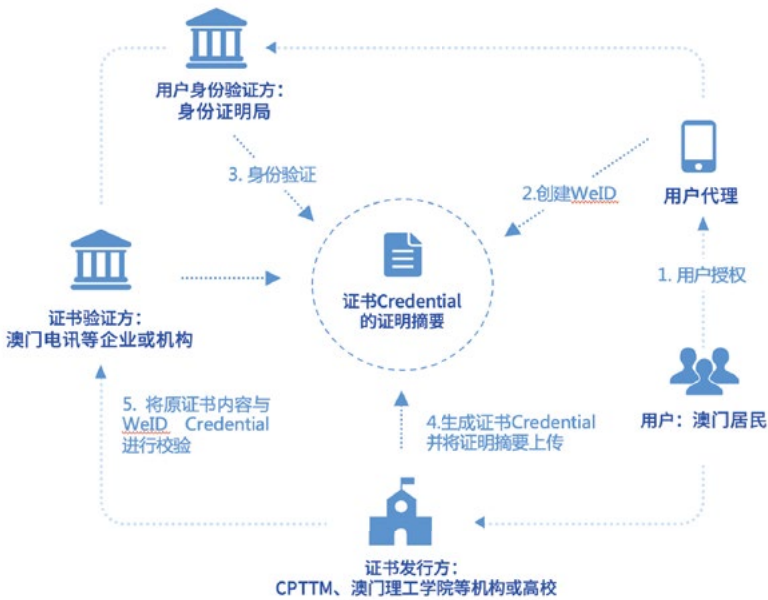 用户身份验证方：
身份证明局
3. 身份验证
2.创建WeID
用户代理
1. 用户授权
证书Credential
的证明摘要
证书验证方：
澳门电讯等企业或机构
5. 将原证书内容与
WeID Credential
进行校验
4.生成证书Credential
并将证明摘要上传
用户：澳门居民
证书发行方：
CPTTM、澳门理工学院等机构或高校